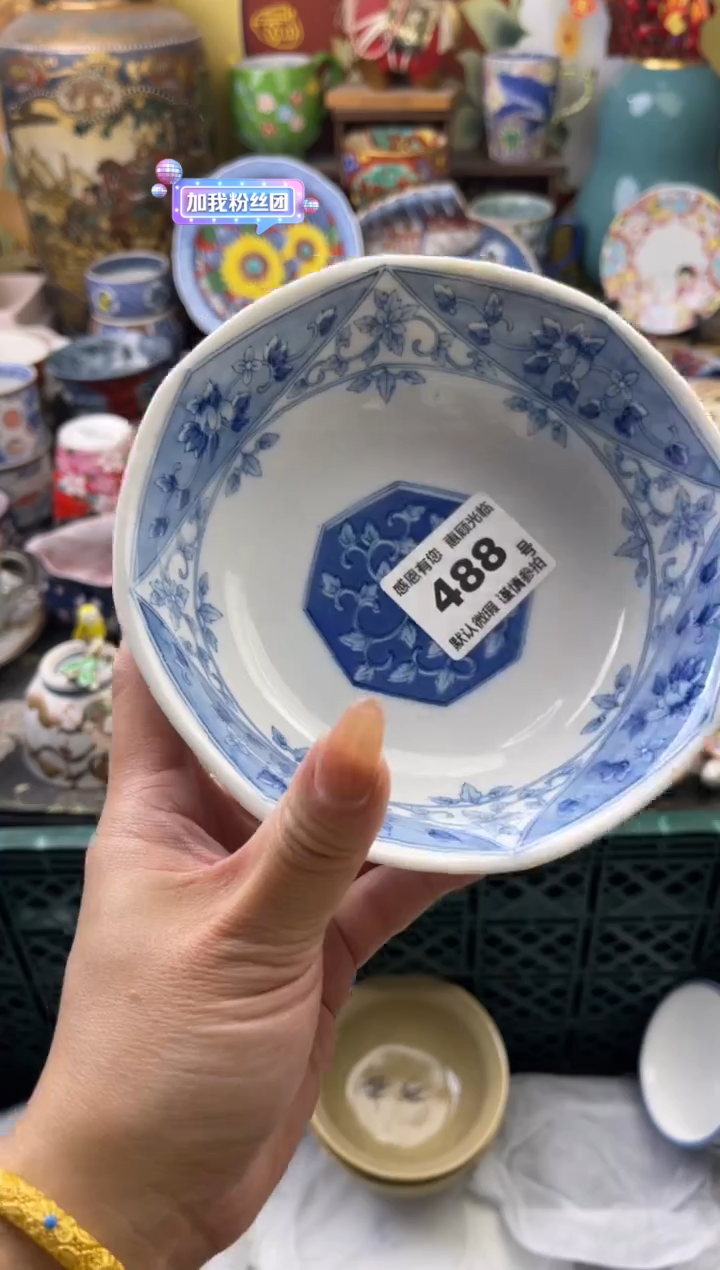 加我粉丝团
感恩有您 惠顾光临
488 号
默认微瑕 谨慎参拍